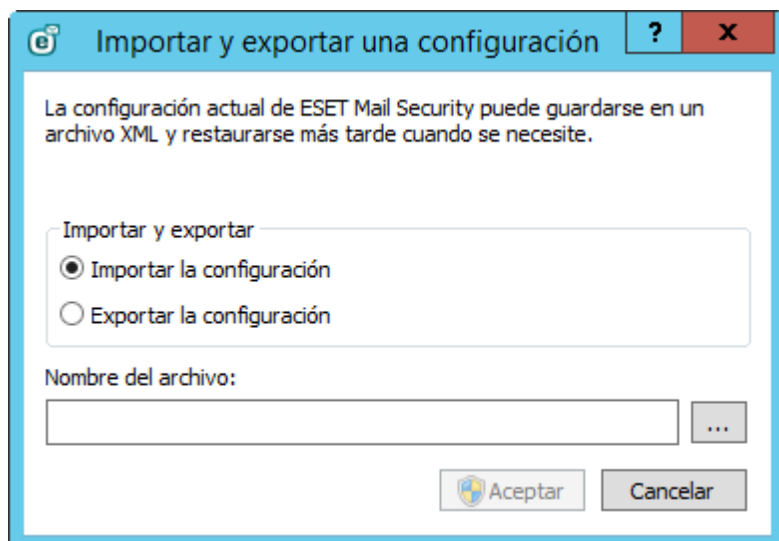 e
Importar y exportar una configuración
?
x
La configuración actual de ESET Mail Security puede guardarse en un
archivo XML y restaurarse más tarde cuando se necesite.
Importar y exportar
Importar la configuración
Exportar la configuración
Nombre del archivo:
...
Aceptar
Cancelar